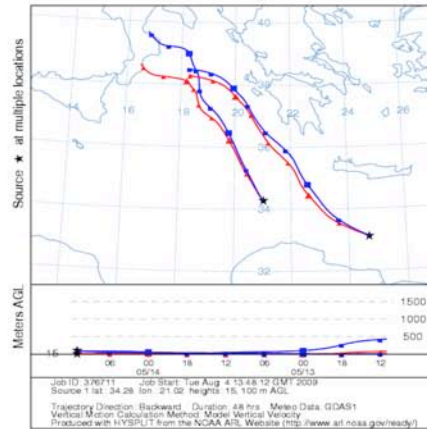 Source ★ at multiple locations
40
14
16
18
20
22
24
26
36
34
32
Meters AGL
1500
1000
500
15
06 00 18 12 06 00 18 12
05/14 05/13
Job ID: 376711 Job Start: Tue Aug 4 13:48:12 GMT 2009
Source 1 lat.: 34.26 lon.: 21.02 hgts: 15, 100 m AGL
Trajectory Direction: Backward Duration: 48 hrs Meteo Data: GDAS1
Vertical Motion Calculation Method: Model Vertical Velocity
Produced with HYSPLIT from the NOAA ARL Website (http://www.arl.noaa.gov/ready/)